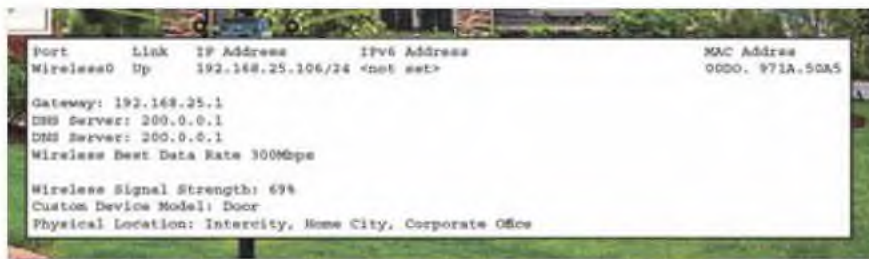 Port Link IP Address IPv6 Address MAC Addres
Wireless0 Up 192.168.25.106/24 <not set> 00D0. 971A.50A5
Gateway: 192.168.25.1
DNS Server: 200.0.0.1
DNS Server: 200.0.0.1
Wireless Best Data Rate 300Mbps
Wireless Signal Strength: 69%
Custom Device Model: Door
Physical Location: Intercity, Home City, Corporate Office